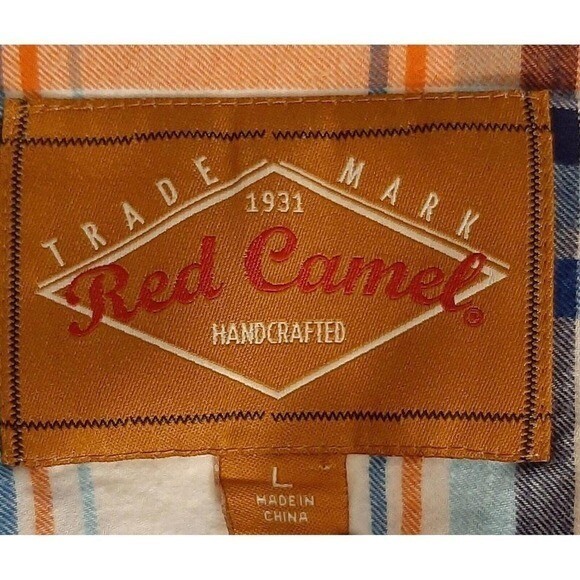 TRADE MARK
1931
Red Camel®
HANDCRAFTED
L
MADE IN
CHINA